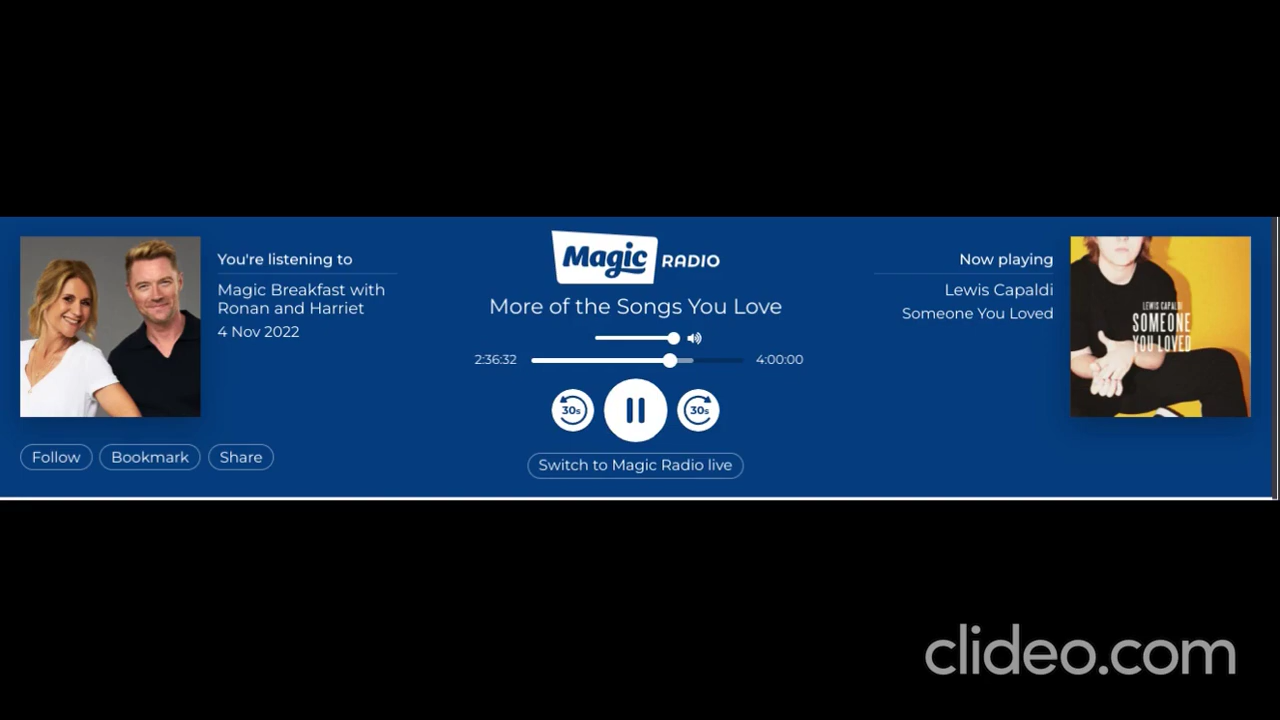 You're listening to
Magic Breakfast with
Ronan and Harriet
4 Nov 2022
Follow
Bookmark
Share
Magic RADIO
More of the Songs You Love
2:36:32
4:00:00
30s
30s
Switch to Magic Radio live
Now playing
Lewis Capaldi
Someone You Loved
LEWIS CAPALDI
SOMEONE
YOU LOVED
clideo.com